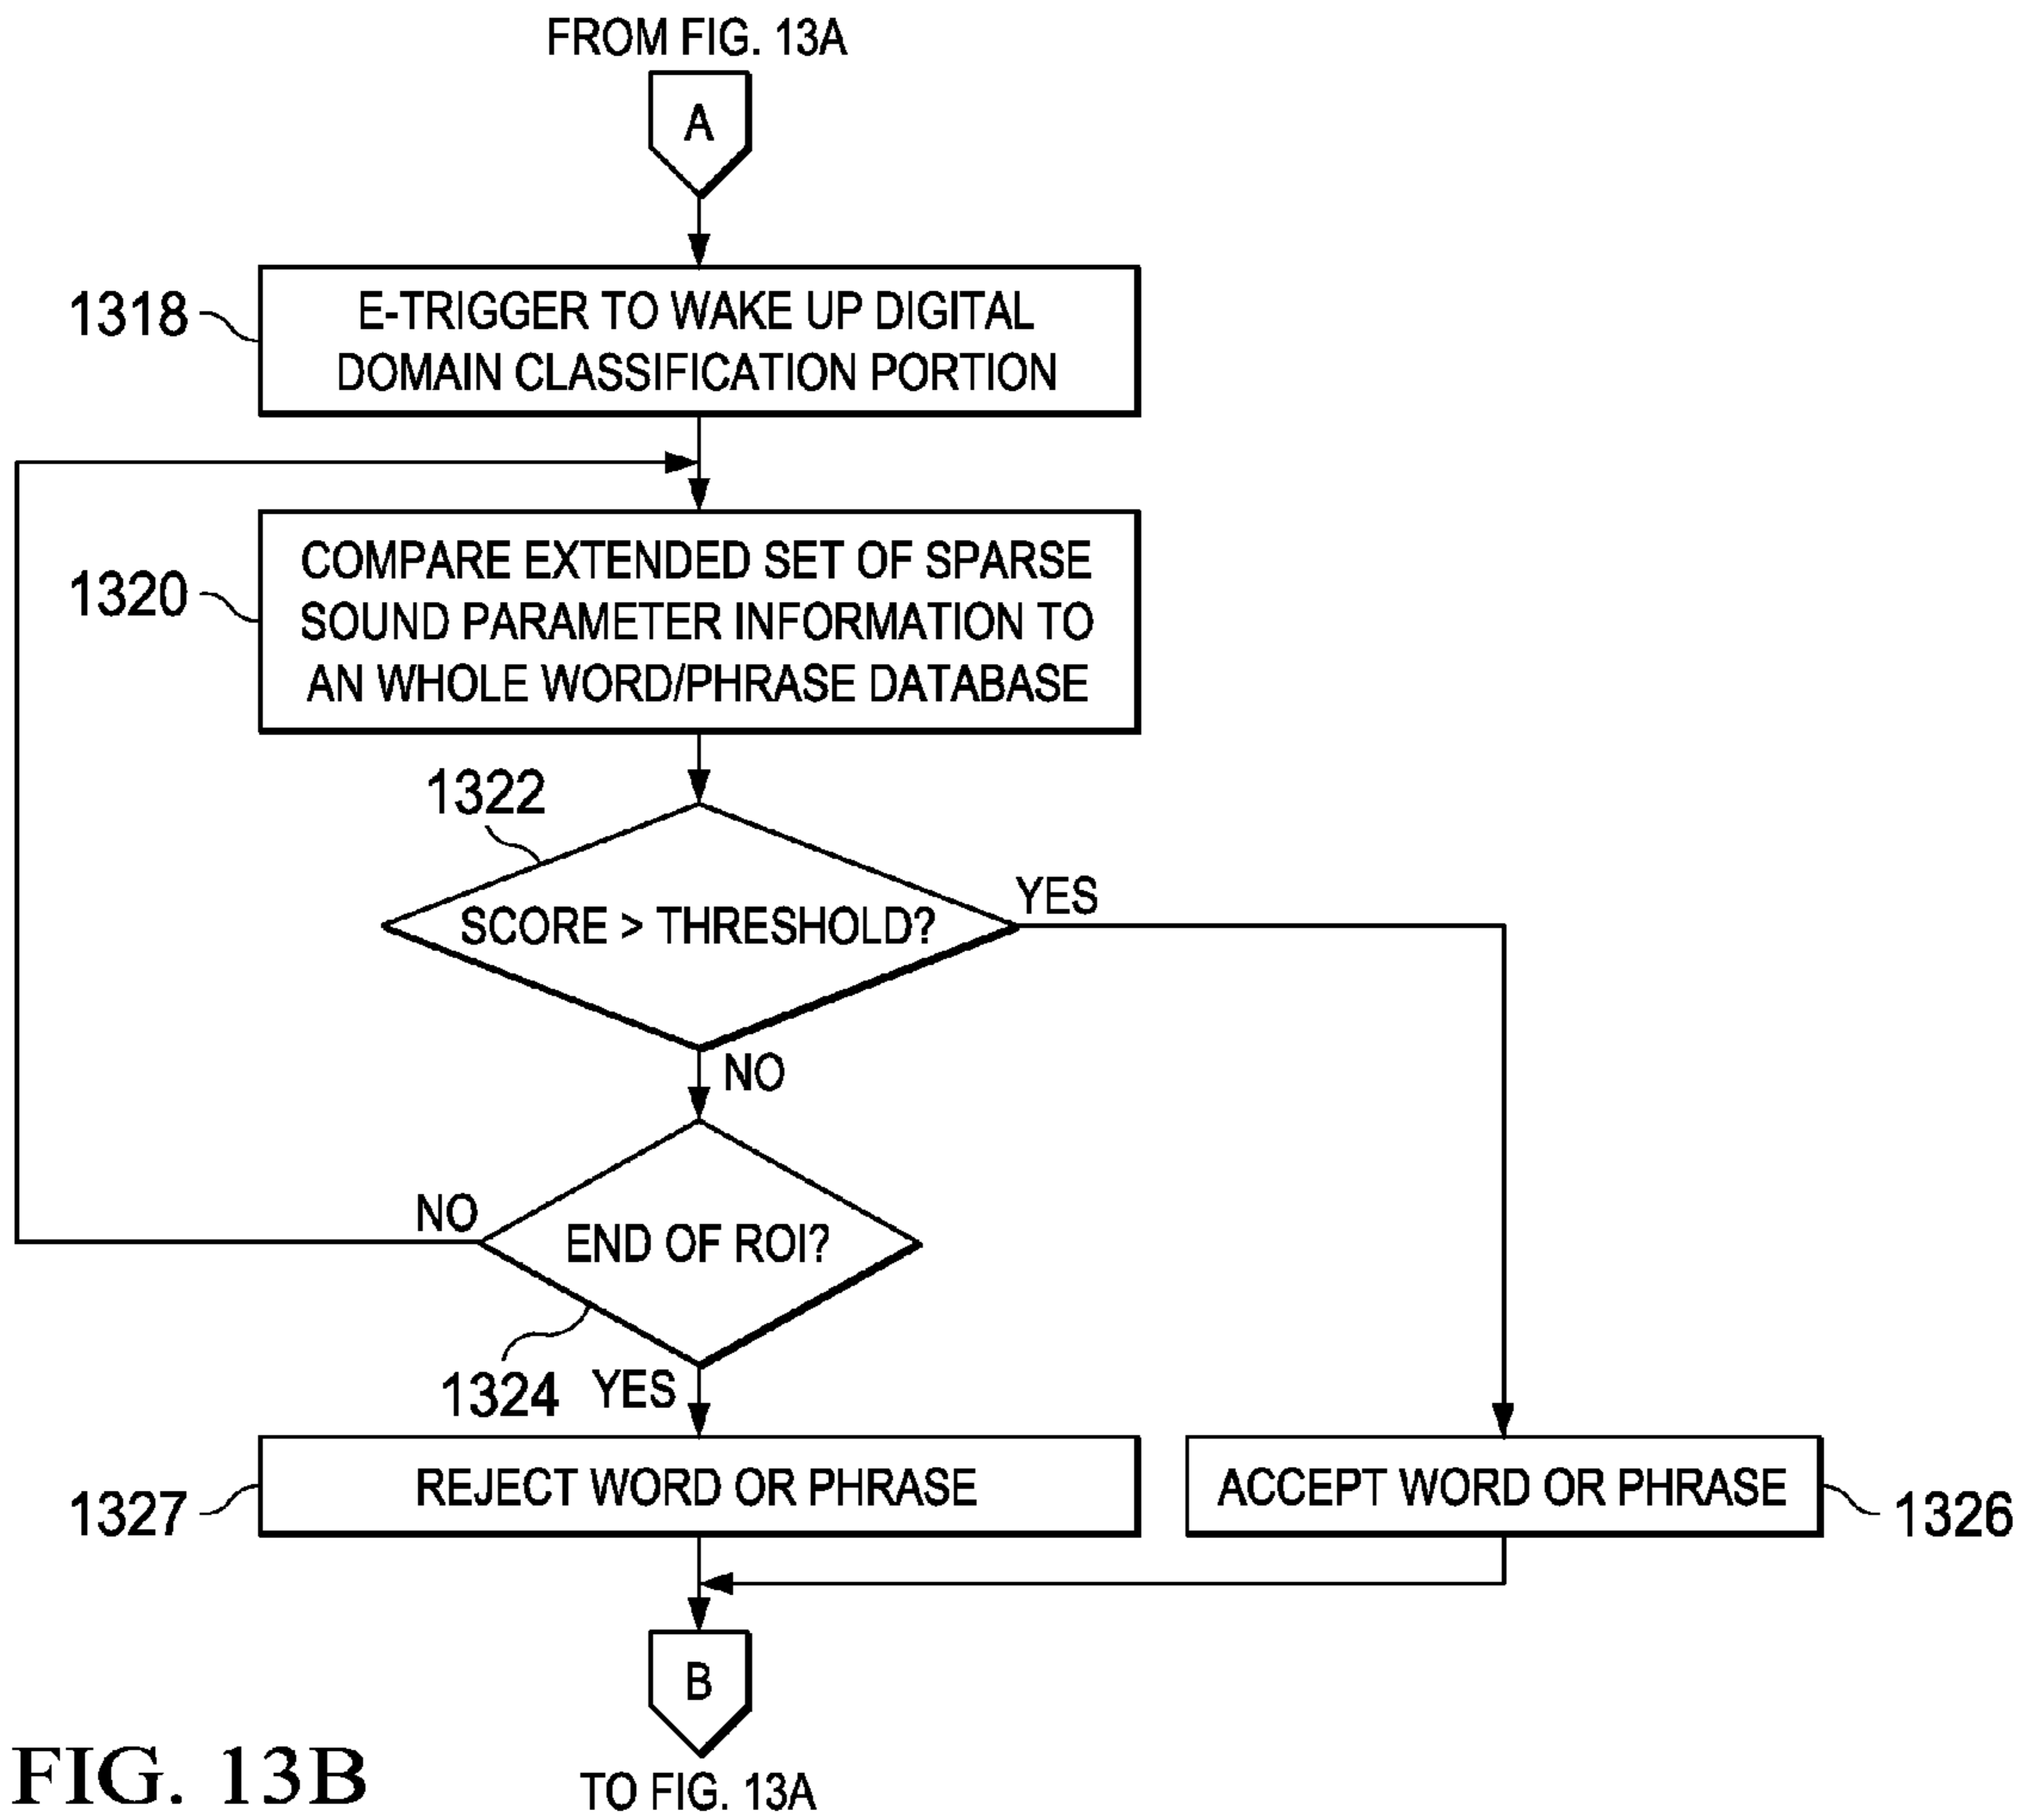 FROM FIG. 13A
A
1318
E-TRIGGER TO WAKE UP DIGITAL
DOMAIN CLASSIFICATION PORTION
1320
COMPARE EXTENDED SET OF SPARSE
SOUND PARAMETER INFORMATION TO
AN WHOLE WORD/PHRASE DATABASE
1322
SCORE > THRESHOLD?
YES
NO
END OF ROI?
NO
1324
YES
1327
REJECT WORD OR PHRASE
ACCEPT WORD OR PHRASE
1326
B
TO FIG. 13A
FIG. 13B